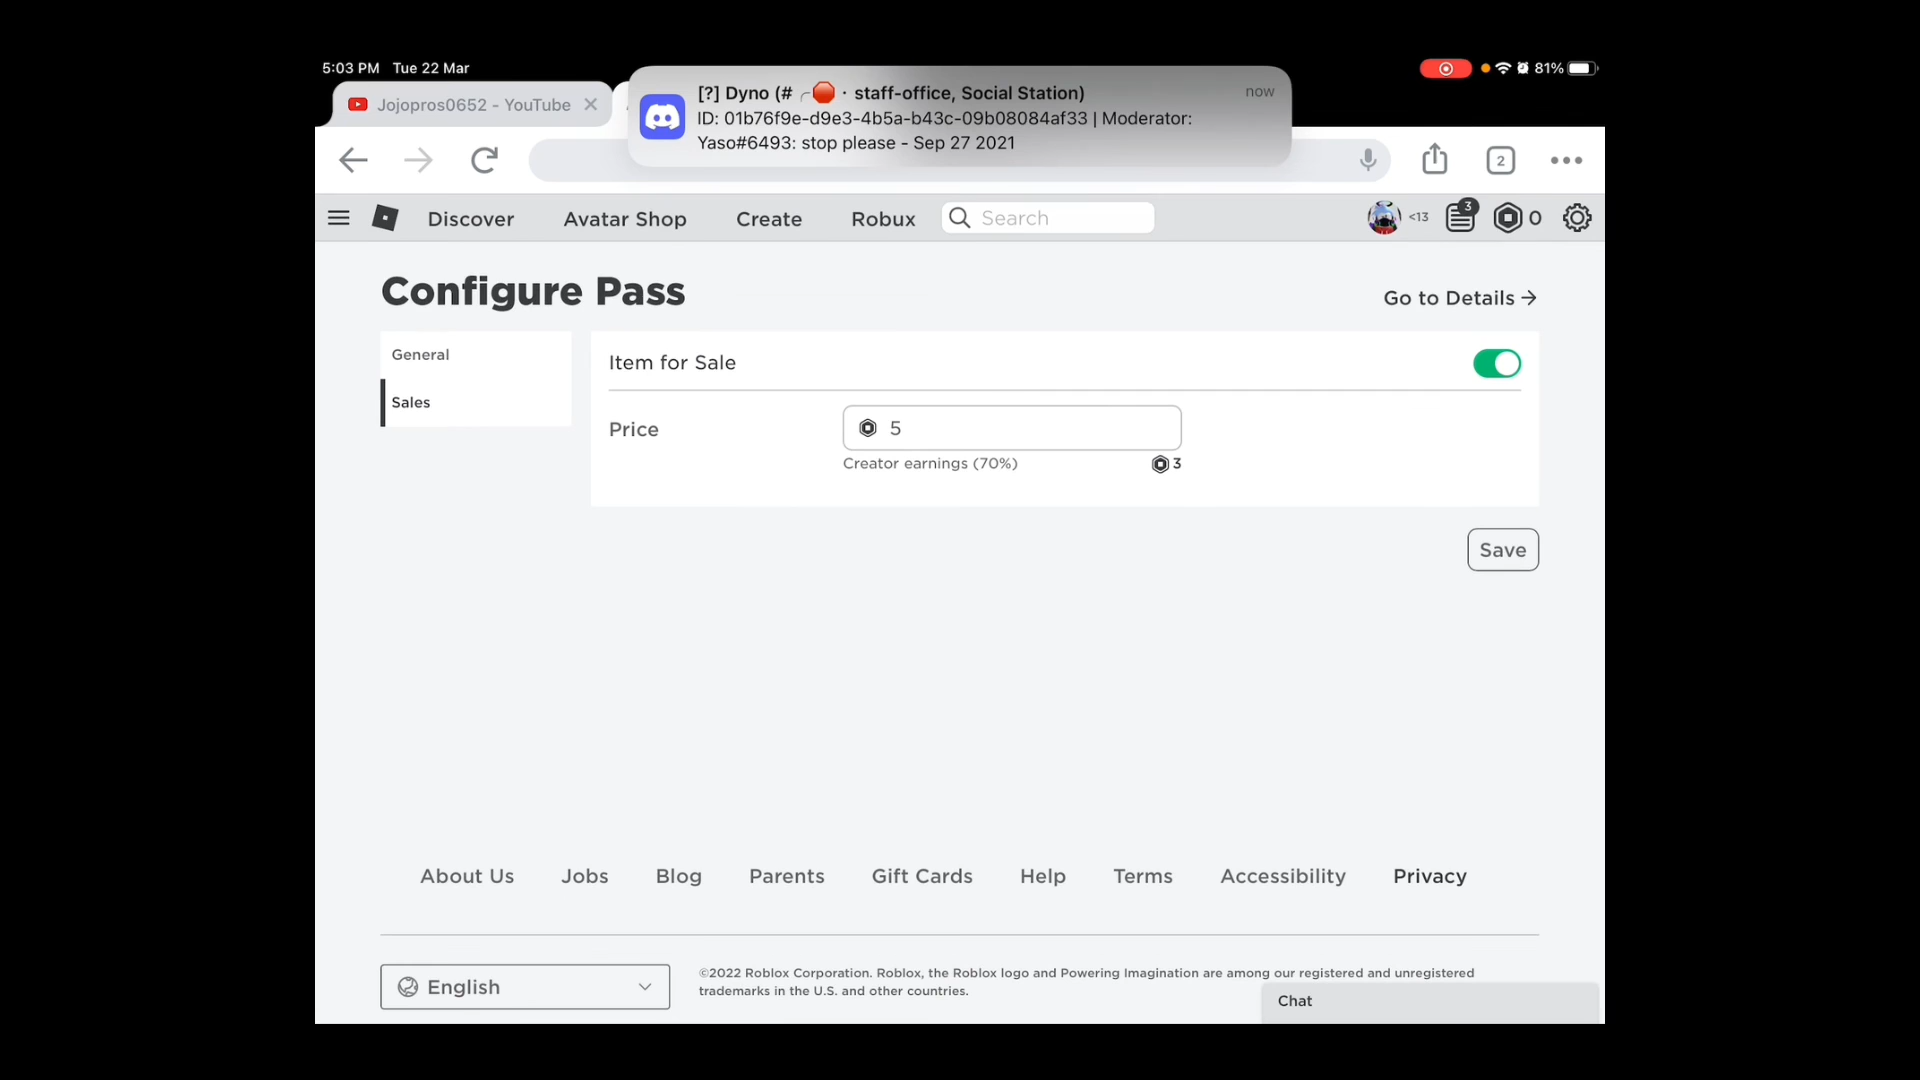 5:03 PM Tue 22 Mar
81%
Jojopros0652 - YouTube
[?] Dyno (# ╭🛑 · staff-office, Social Station)
now
ID: 01b76f9e-d9e3-4b5a-b43c-09b08084af33 | Moderator:
Yaso#6493: stop please - Sep 27 2021
2
Discover Avatar Shop Create Robux Search <13 3 0
Configure Pass
Go to Details
General
Sales
Item for Sale
Price
5
Creator earnings (70%) 3
Save
About Us Jobs Blog Parents Gift Cards Help Terms Accessibility Privacy
English
©2022 Roblox Corporation. Roblox, the Roblox logo and Powering Imagination are among our registered and unregistered
trademarks in the U.S. and other countries.
Chat